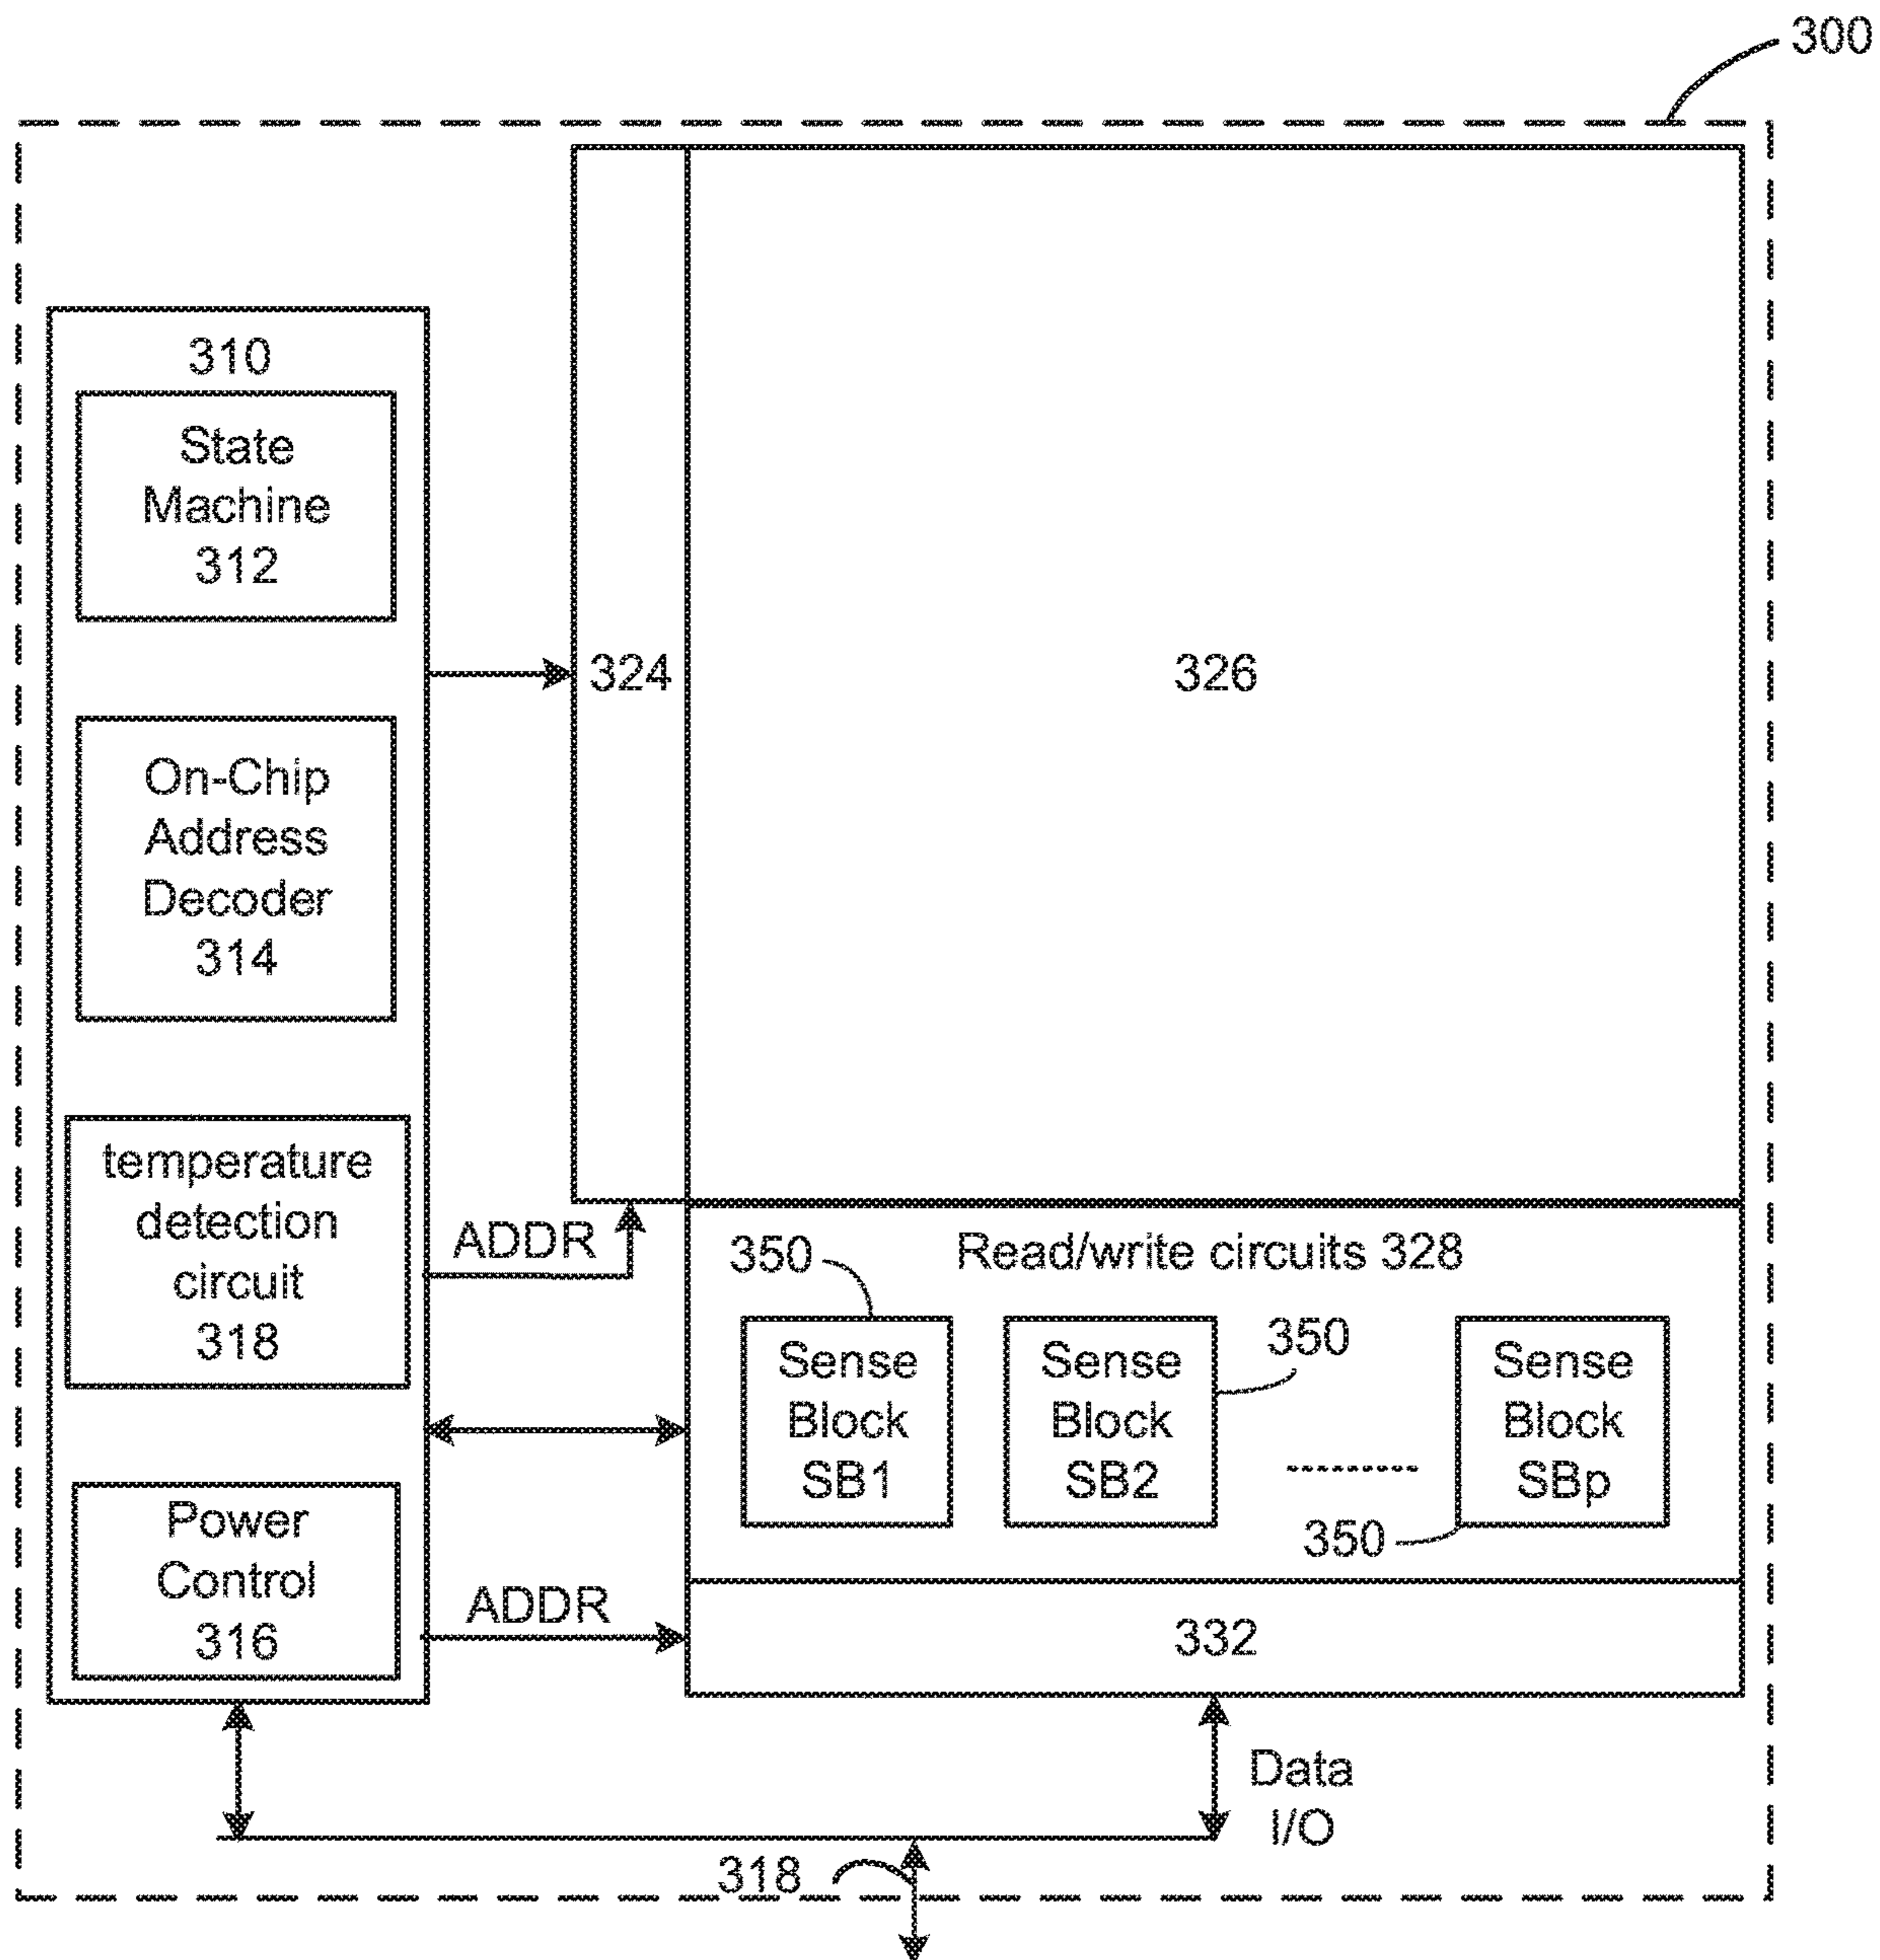 300
310
State
Machine
312
324
326
On-Chip
Address
Decoder
314
temperature
detection
circuit
318
ADDR
Read/write circuits 328
350
Sense
Block
SB1
Sense
Block
SB2
350
Sense
Block
SBp
350
Power
Control
316
ADDR
332
Data
I/O
318